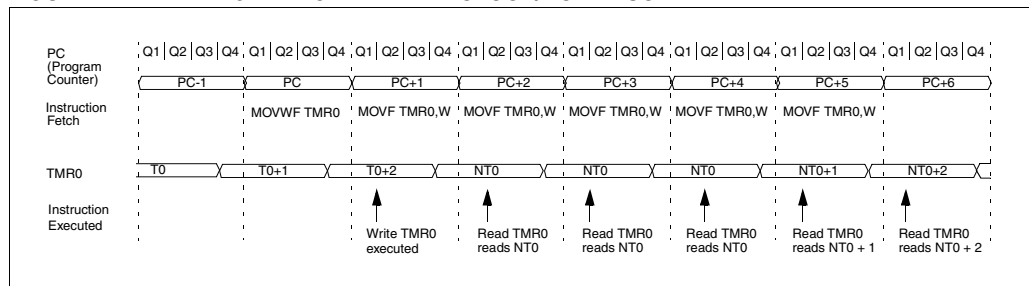 PC (Program Counter)
Q1 Q2 Q3 Q4 Q1 Q2 Q3 Q4 Q1 Q2 Q3 Q4 Q1 Q2 Q3 Q4 Q1 Q2 Q3 Q4 Q1 Q2 Q3 Q4 Q1 Q2 Q3 Q4 Q1 Q2 Q3 Q4
PC-1 PC PC+1 PC+2 PC+3 PC+4 PC+5 PC+6
Instruction Fetch
MOVWF TMR0 MOVF TMR0,W MOVF TMR0,W MOVF TMR0,W MOVF TMR0,W MOVF TMR0,W
TMR0
T0 T0+1 T0+2 NT0 NT0 NT0 NT0+1 NT0+2
Instruction Executed
Write TMR0 executed
Read TMR0 reads NT0
Read TMR0 reads NT0
Read TMR0 reads NT0
Read TMR0 reads NT0 + 1
Read TMR0 reads NT0 + 2